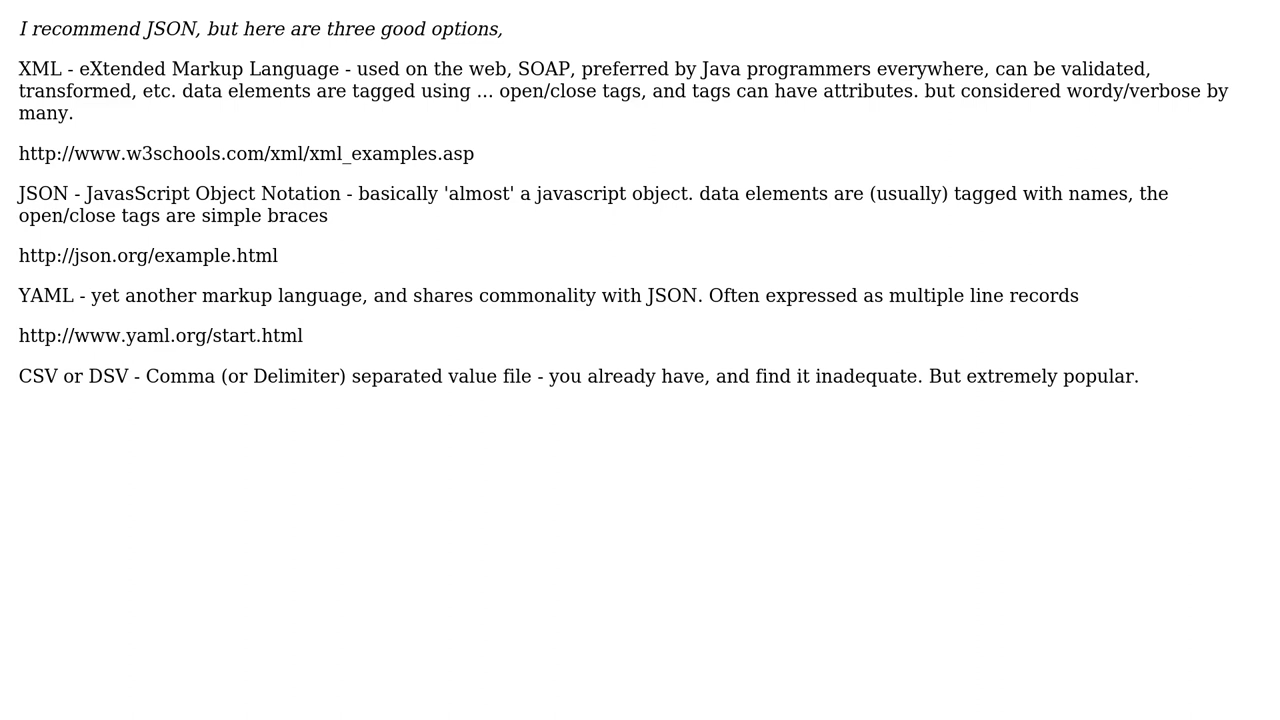 I recommend JSON, but here are three good options,
XML - eXtended Markup Language - used on the web, SOAP, preferred by Java programmers everywhere, can be validated,
transformed, etc. data elements are tagged using ... open/close tags, and tags can have attributes. but considered wordy/verbose by
many.
http://www.w3schools.com/xml/xml_examples.asp
JSON - JavasScript Object Notation - basically 'almost' a javascript object. data elements are (usually) tagged with names, the
open/close tags are simple braces
http://json.org/example.html
YAML - yet another markup language, and shares commonality with JSON. Often expressed as multiple line records
http://www.yaml.org/start.html
CSV or DSV - Comma (or Delimiter) separated value file - you already have, and find it inadequate. But extremely popular.